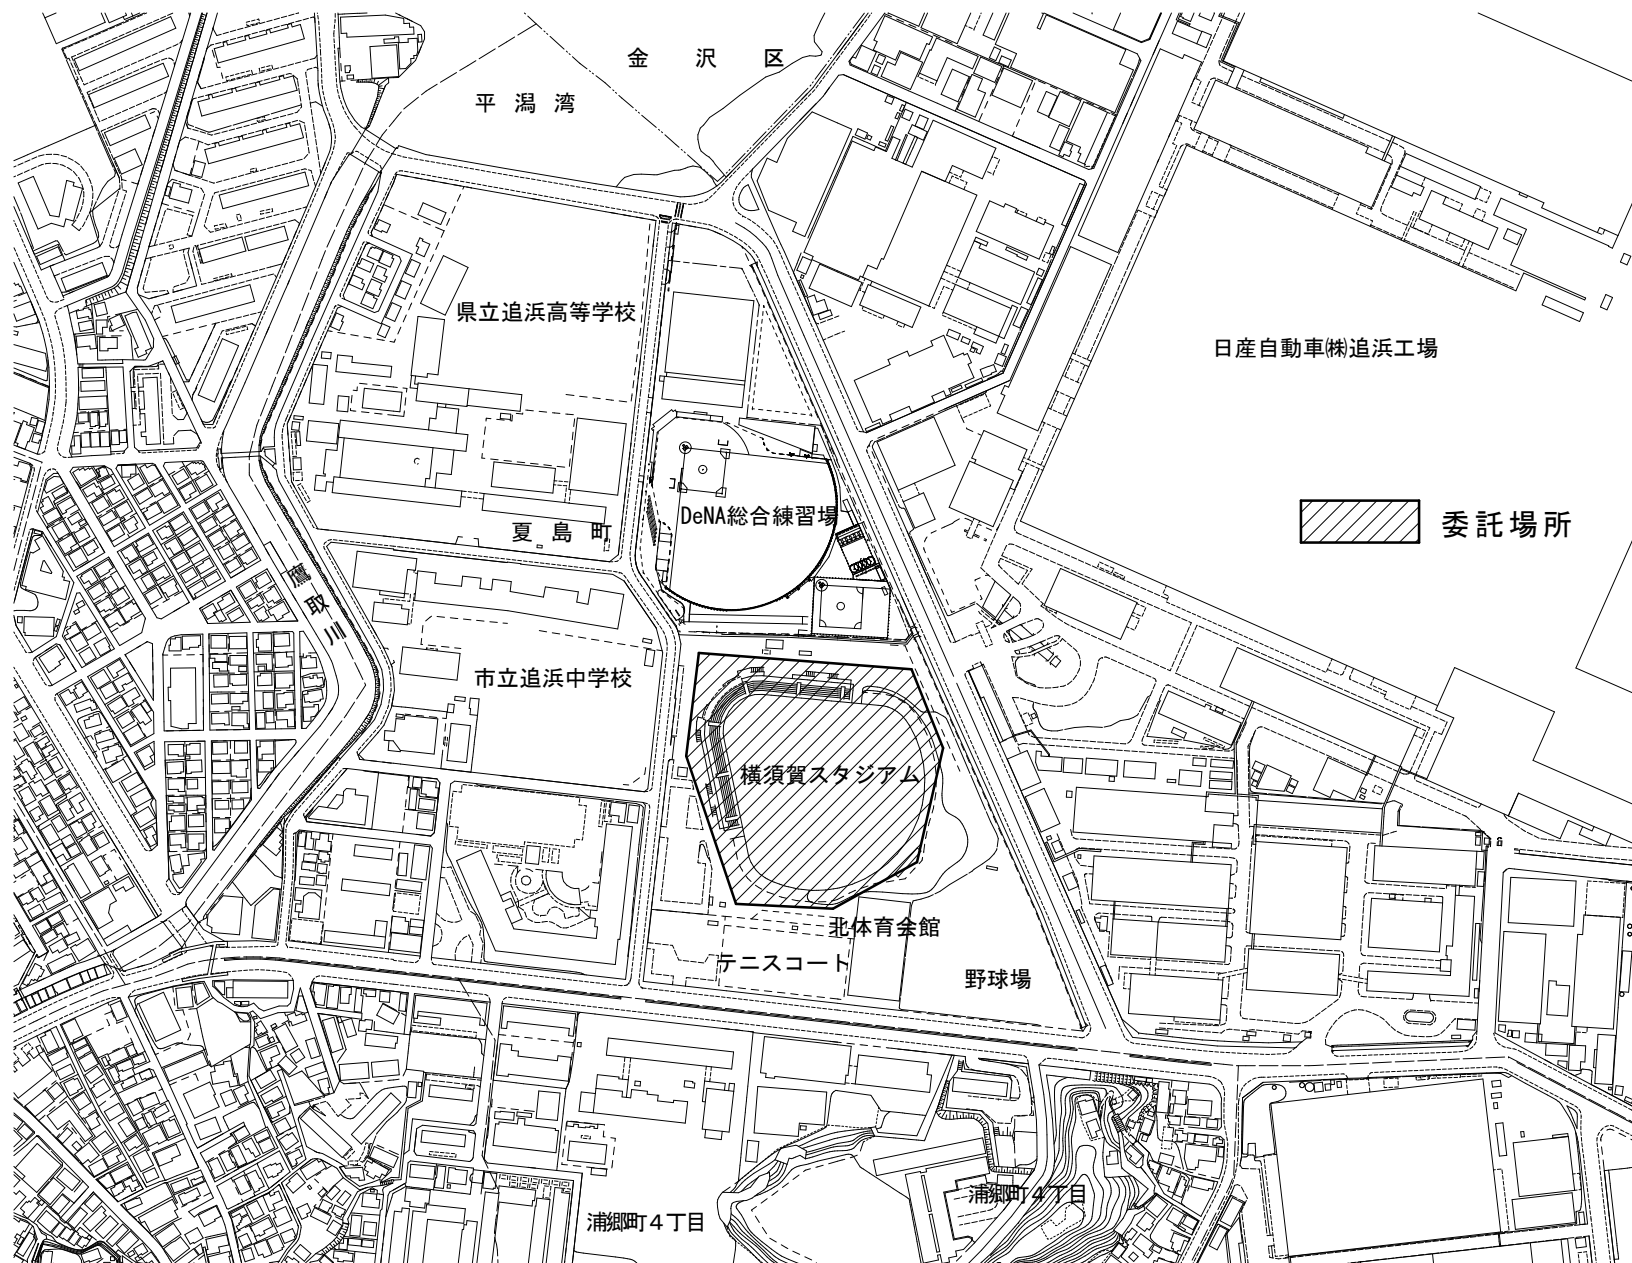 金沢区
平潟湾
県立追浜高等学校
日産自動車㈱追浜工場
DeNA総合練習場
委託場所
夏島町
鷹取川
市立追浜中学校
横須賀スタジアム
北体育会館
テニスコート
野球場
浦郷町４丁目
浦郷町４丁目